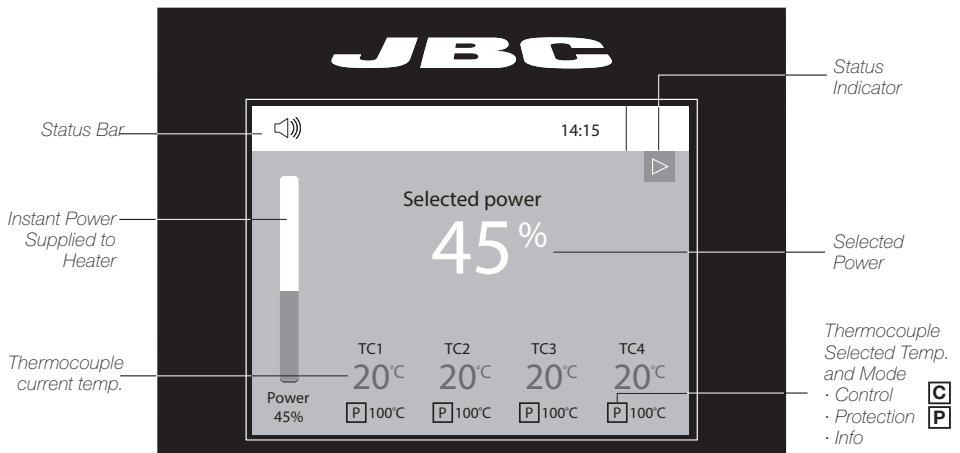 JBC
Status
Indicator
Status Bar
14:15
Instant Power
Supplied to
Heater
Selected power
45%
Selected
Power
Thermocouple
current temp.
TC1 TC2 TC3 TC4
20°C 20°C 20°C 20°C
P 100°C P 100°C P 100°C P 100°C
Power
45%
Thermocouple
Selected Temp.
and Mode
· Control C
· Protection P
· Info